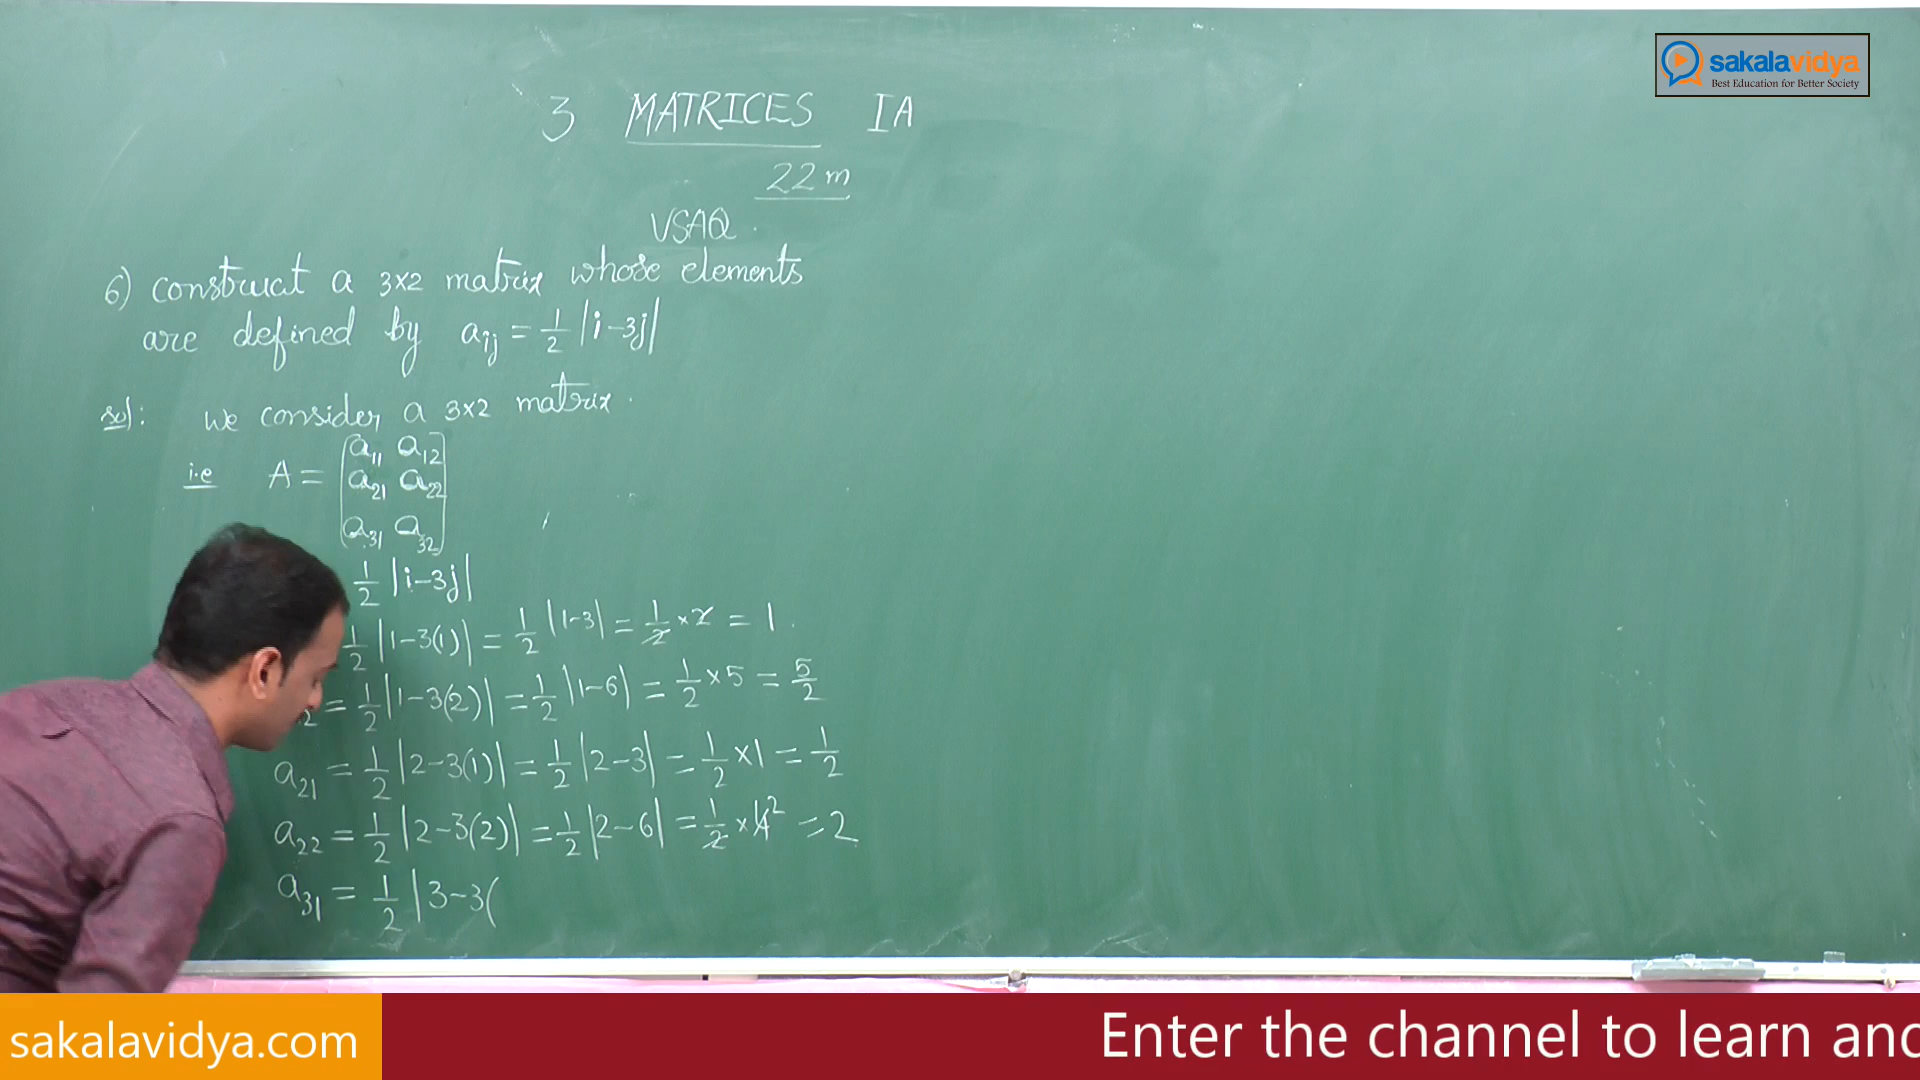 sakalavidya
Best Education for Better Society
3 MATRICES IA
22 m
VSAQ.
6) construct a 3×2 matrix whose elements
are defined by aij = 1/2 |i-3j|
sol: we consider a 3×2 matrix.
i.e A = [a11 a12
a21 a22
a31 a32]
1/2 |i-3j|
1/2 |1-3(1)| = 1/2 |1-3| = 1/2 × 2 = 1.
2 = 1/2 |1-3(2)| = 1/2 |1-6| = 1/2 × 5 = 5/2
a21 = 1/2 |2-3(1)| = 1/2 |2-3| = 1/2 × 1 = 1/2
a22 = 1/2 |2-3(2)| = 1/2 |2-6| = 1/2 × 4 2 = 2
a31 = 1/2 |3-3(
sakalavidya.com
Enter the channel to learn and